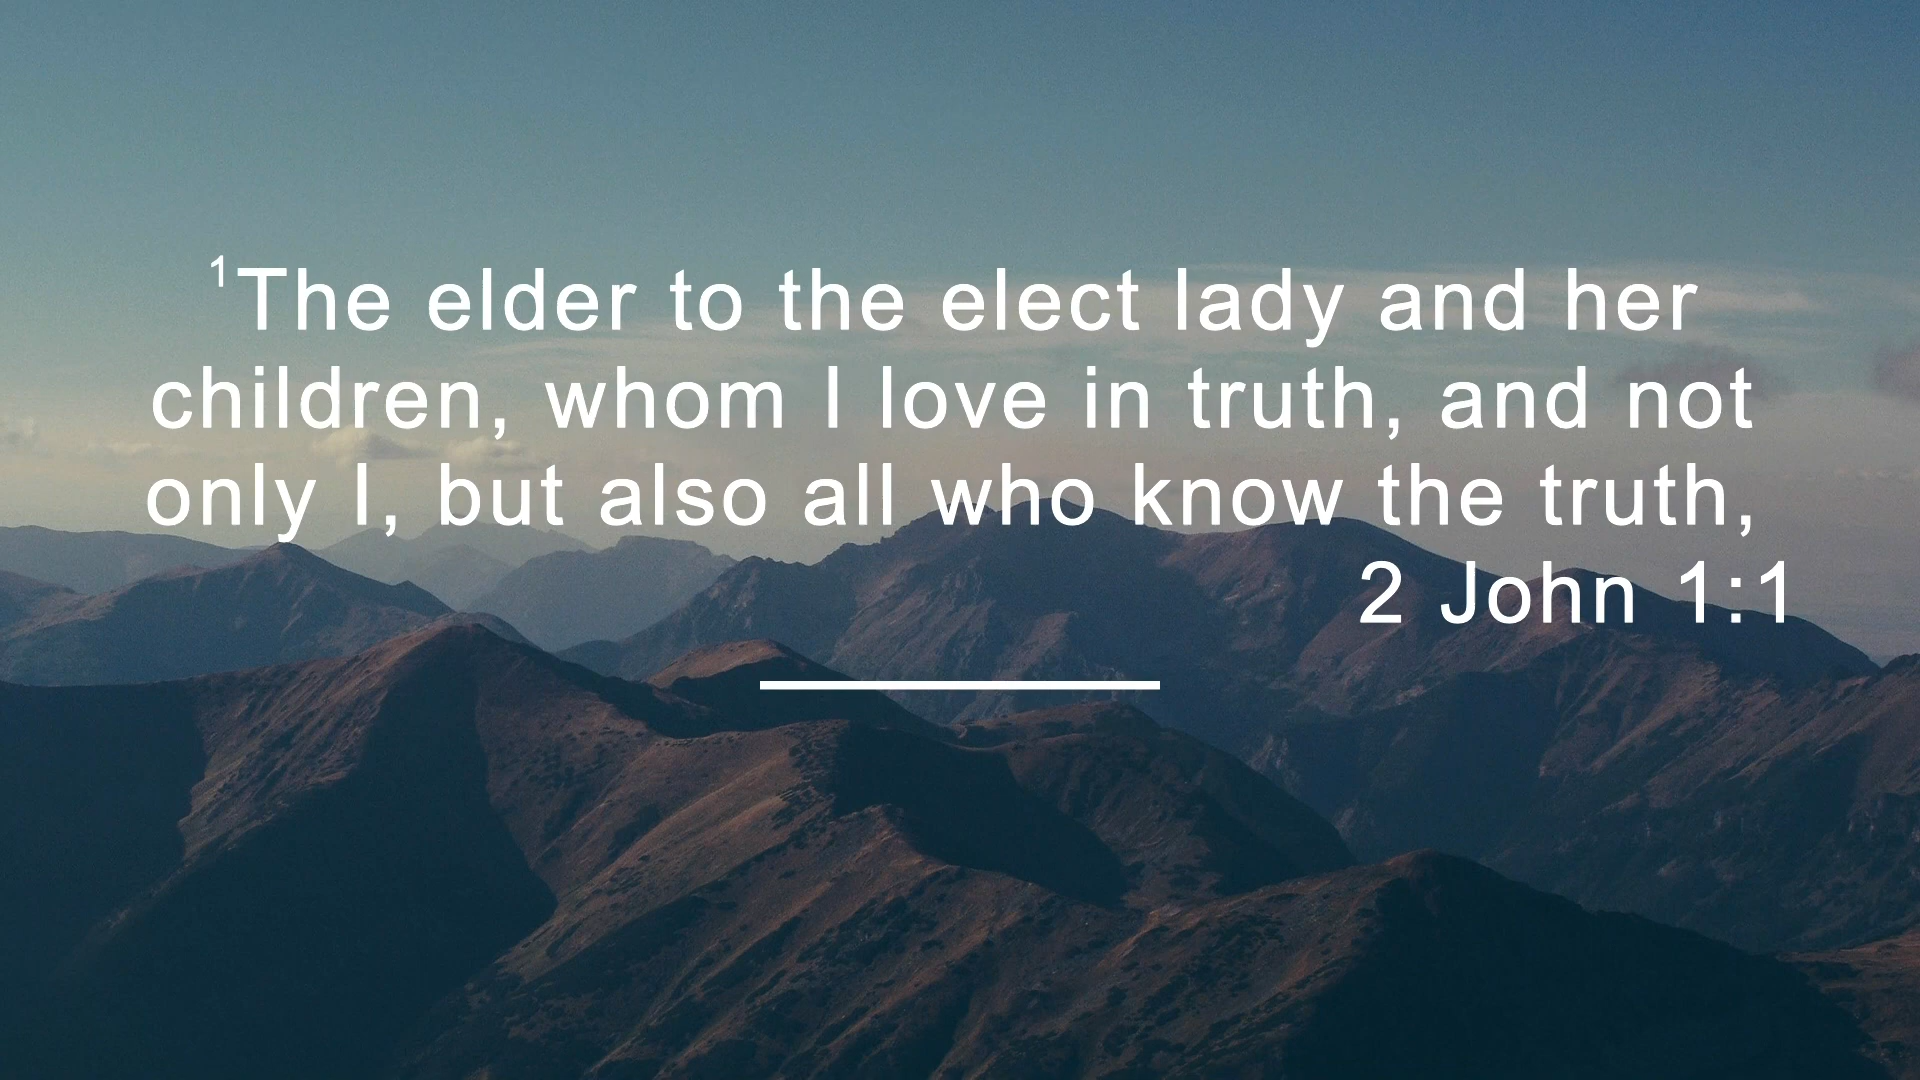 ¹The elder to the elect lady and her
children, whom I love in truth, and not
only I, but also all who know the truth,
2 John 1:1